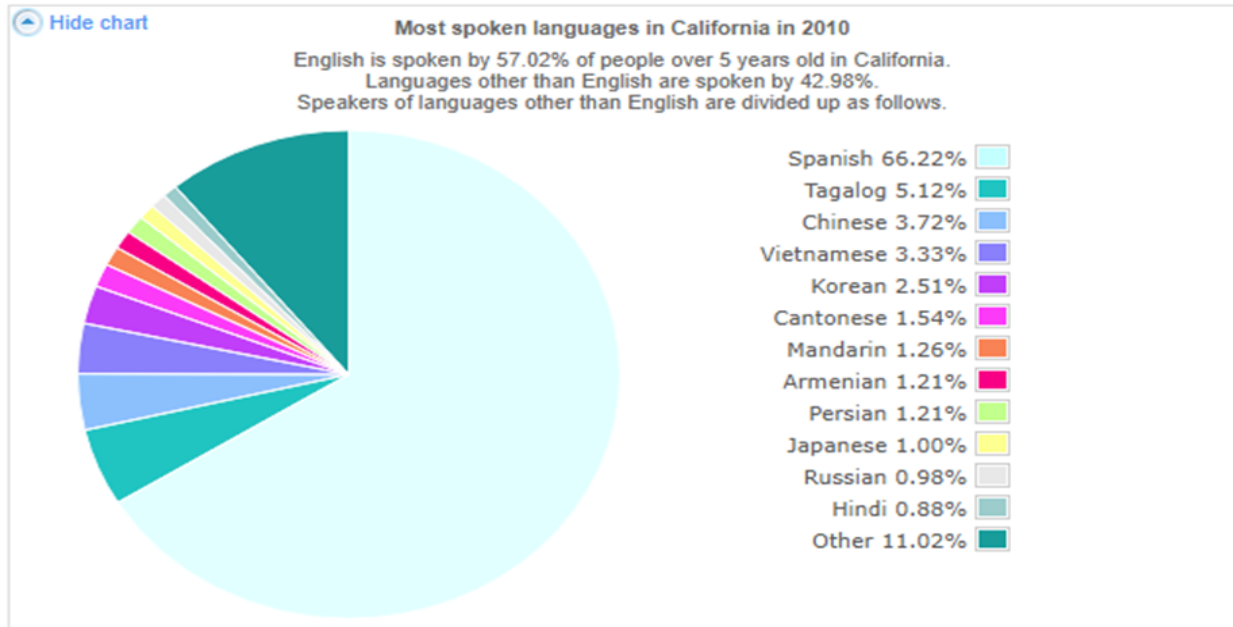 Hide chart
Most spoken languages in California in 2010
English is spoken by 57.02% of people over 5 years old in California.
Languages other than English are spoken by 42.98%.
Speakers of languages other than English are divided up as follows.
Spanish 66.22%
Tagalog 5.12%
Chinese 3.72%
Vietnamese 3.33%
Korean 2.51%
Cantonese 1.54%
Mandarin 1.26%
Armenian 1.21%
Persian 1.21%
Japanese 1.00%
Russian 0.98%
Hindi 0.88%
Other 11.02%